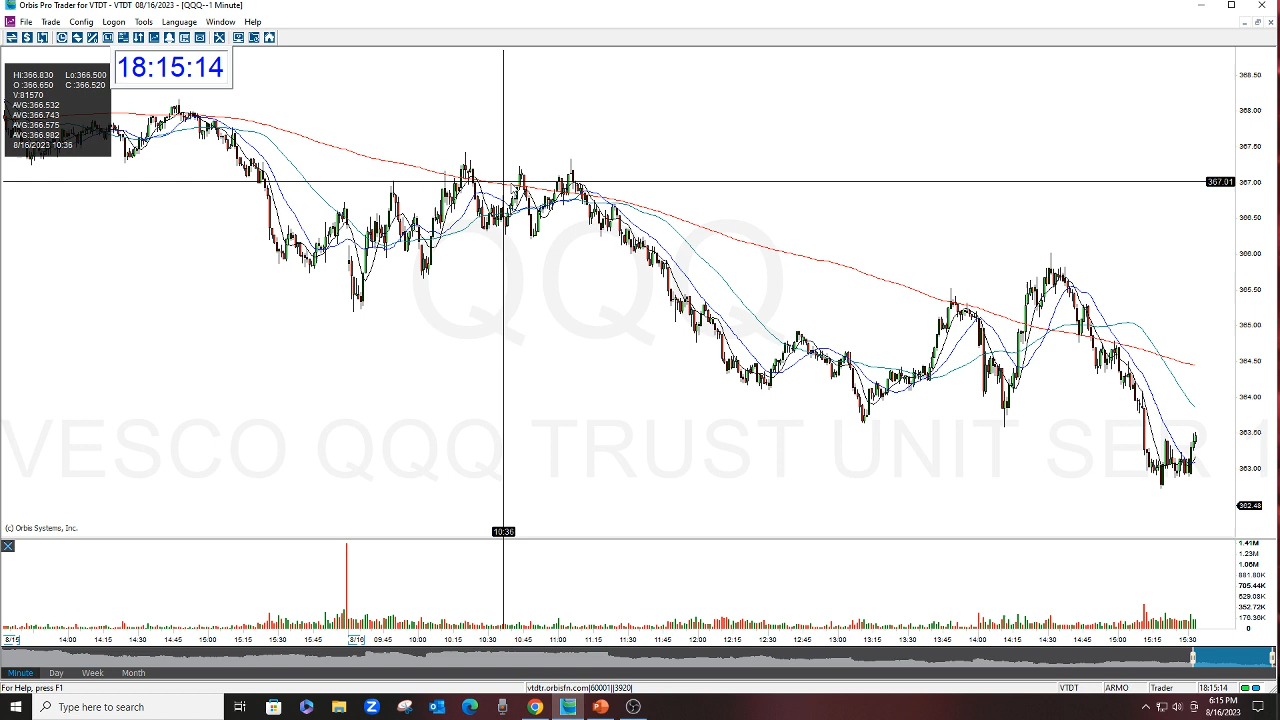 Orbis Pro Trader for VTDT - VTDT 08/16/2023 - [QQQ--1 Minute]
File Trade Config Logon Tools Language Window Help
18:15:14
Hi:366.830 Lo:366.500
O :366.650 C :366.520
V:81570
AVG:366.532
AVG:366.743
AVG:366.575
AVG:366.982
8/16/2023 10:36
QQQ
VESCO QQQ TRUST UNIT SER 1
368.50
368.00
367.50
367.00
367.01
366.50
366.00
365.50
365.00
364.50
364.00
363.50
363.00
362.48
(c) Orbis Systems, Inc.
10:36
1.41M
1.23M
1.06M
881.80K
705.44K
529.08K
352.72K
176.36K
0
8/15 14:00 14:15 14:30 14:45 15:00 15:15 15:30 15:45 8/16 09:45 10:00 10:15 10:30 10:45 11:00 11:15 11:30 11:45 12:00 12:15 12:30 12:45 13:00 13:15 13:30 13:45 14:00 14:15 14:30 14:45 15:00 15:15 15:30
Minute Day Week Month
For Help, press F1 vtdtr.orbisfn.com|60001||3920| VTDT ARMO Trader 18:15:14
Type here to search
6:15 PM
8/16/2023